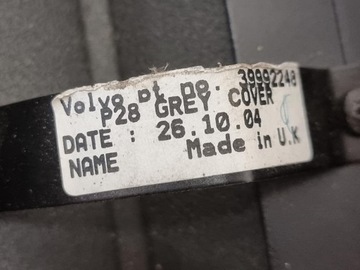 Volvo pt no. 39992248
P28 GREY COVER
DATE : 26.10.04
NAME Made in U.K